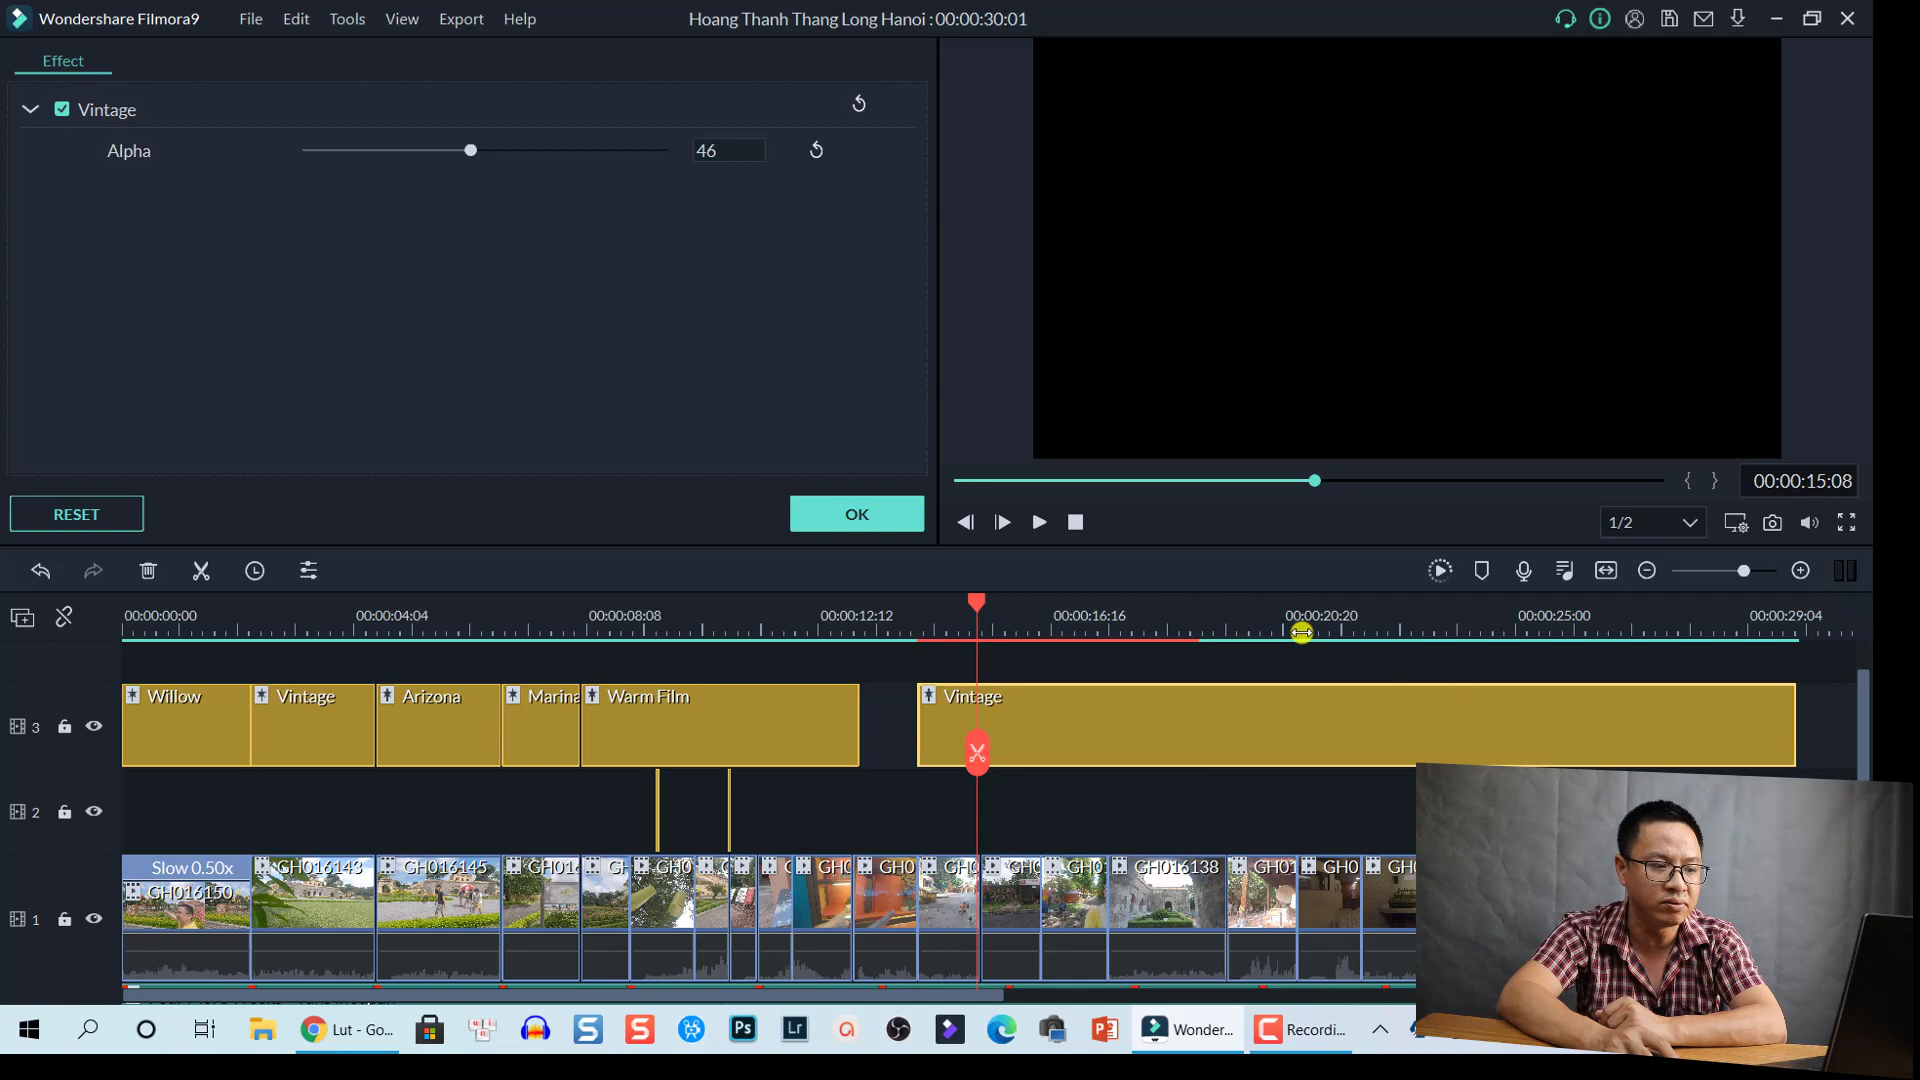 Wondershare Filmora9 File Edit Tools View Export Help Hoang Thanh Thang Long Hanoi : 00:00:30:01
Effect
Vintage
Alpha 46
RESET OK
{ } 00:00:15:08
1/2
00:00:00:00 00:00:04:04 00:00:08:08 00:00:12:12 00:00:16:16 00:00:20:20 00:00:25:00 00:00:29:04
Willow Vintage Arizona Marina Warm Film Vintage
3
2
Slow 0.50x GH016143 GH016145 GH016138
GH016150
1
Ps Lr
Lut - Go... Wonder... Recordi...